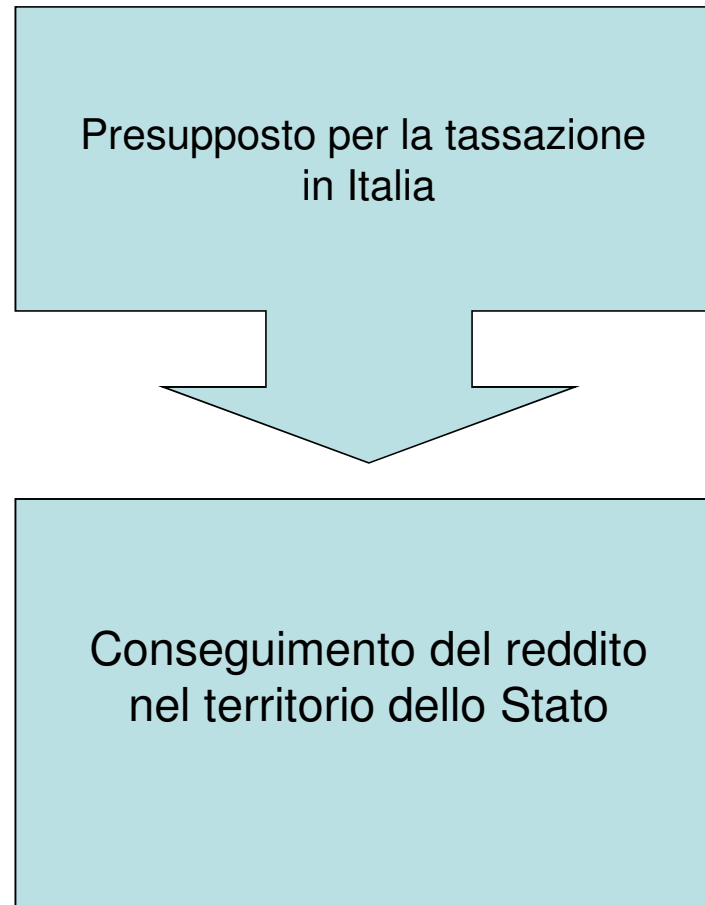 Presupposto per la tassazione
in Italia
Conseguimento del reddito
nel territorio dello Stato